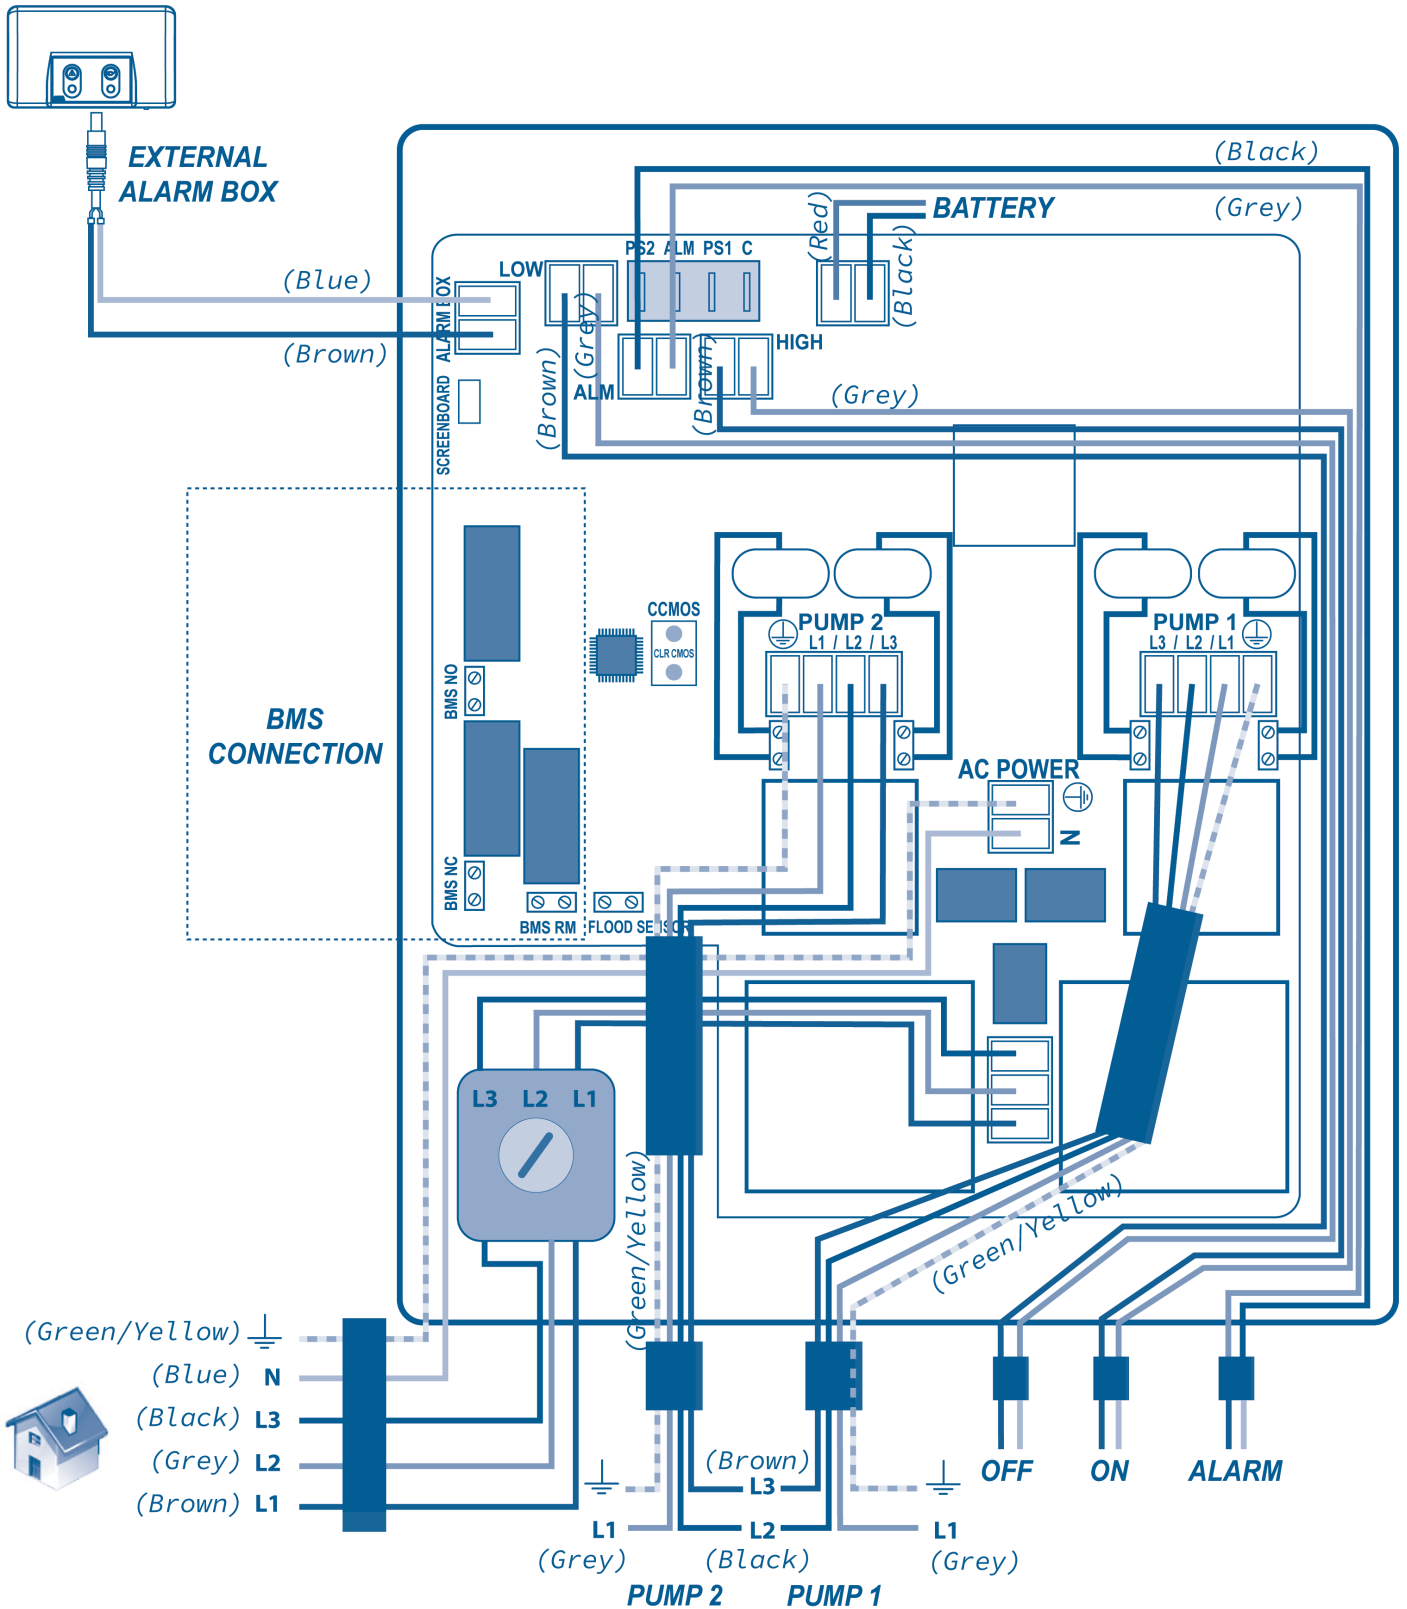 EXTERNAL
ALARM BOX
(Black)
(Grey)
BATTERY
(Red)
(Black)
PS2 ALM PS1 C
LOW
(Blue)
(Brown)
ALARM BOX
(Grey)
(Brown)
ALM
HIGH
(Brown)
(Grey)
SCREENBOARD
BMS
CONNECTION
BMS NO
BMS NC
BMS RM
FLOOD SENSOR
CCMOS
CLR CMOS
PUMP 2
L1 / L2 / L3
PUMP 1
L3 / L2 / L1
AC POWER
N
L3 L2 L1
(Green/Yellow)
(Green/Yellow)
(Green/Yellow)
(Blue) N
(Black) L3
(Grey) L2
(Brown) L1
(Brown)
L3
L1
L2
L1
(Grey)
(Black)
(Grey)
PUMP 2
PUMP 1
OFF
ON
ALARM